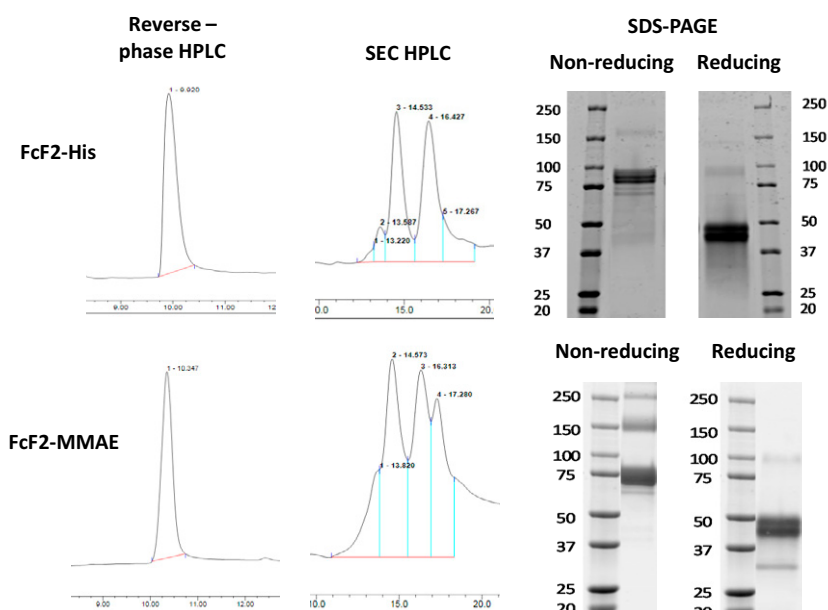 Reverse –
phase HPLC
SEC HPLC
SDS-PAGE
Non-reducing
Reducing
FcF2-His
1 - 9.920
9.00
10.00
11.00
12
3 - 14.533
4 - 16.427
2 - 13.587
5 - 17.267
1 - 13.220
0.0
15.0
20.
250
150
100
75
50
37
25
20
250
150
100
75
50
37
25
20
Non-reducing
Reducing
FcF2-MMAE
1 - 10.347
9.00
10.00
11.00
12.00
2 - 14.573
3 - 16.313
4 - 17.280
1 - 13.820
10.0
15.0
20.0
250
150
100
75
50
37
25
20
250
150
100
75
50
37
25
20